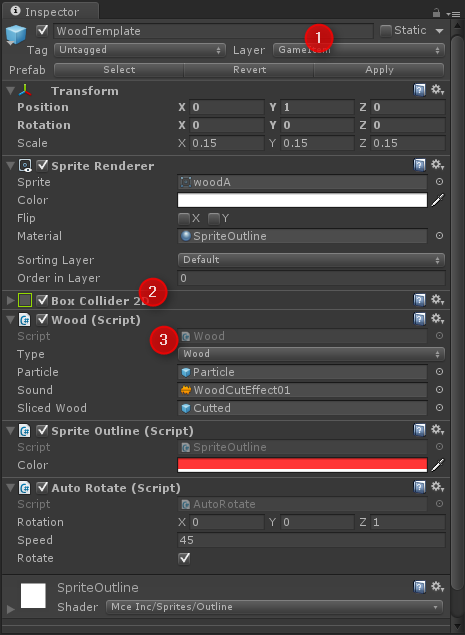 Inspector
WoodTemplate Static
Tag Untagged Layer GameItem
1
Prefab Select Revert Apply
Transform
Position X 0 Y 1 Z 0
Rotation X 0 Y 0 Z 0
Scale X 0.15 Y 0.15 Z 0.15
Sprite Renderer
Sprite woodA
Color
Flip X Y
Material SpriteOutline
Sorting Layer Default
Order in Layer 0
2
Box Collider 2D
Wood (Script)
3
Script Wood
Type Wood
Particle Particle
Sound WoodCutEffect01
Sliced Wood Cutted
Sprite Outline (Script)
Script SpriteOutline
Color
Auto Rotate (Script)
Script AutoRotate
Rotation X 0 Y 0 Z 1
Speed 45
Rotate
SpriteOutline
Shader Mce Inc/Sprites/Outline